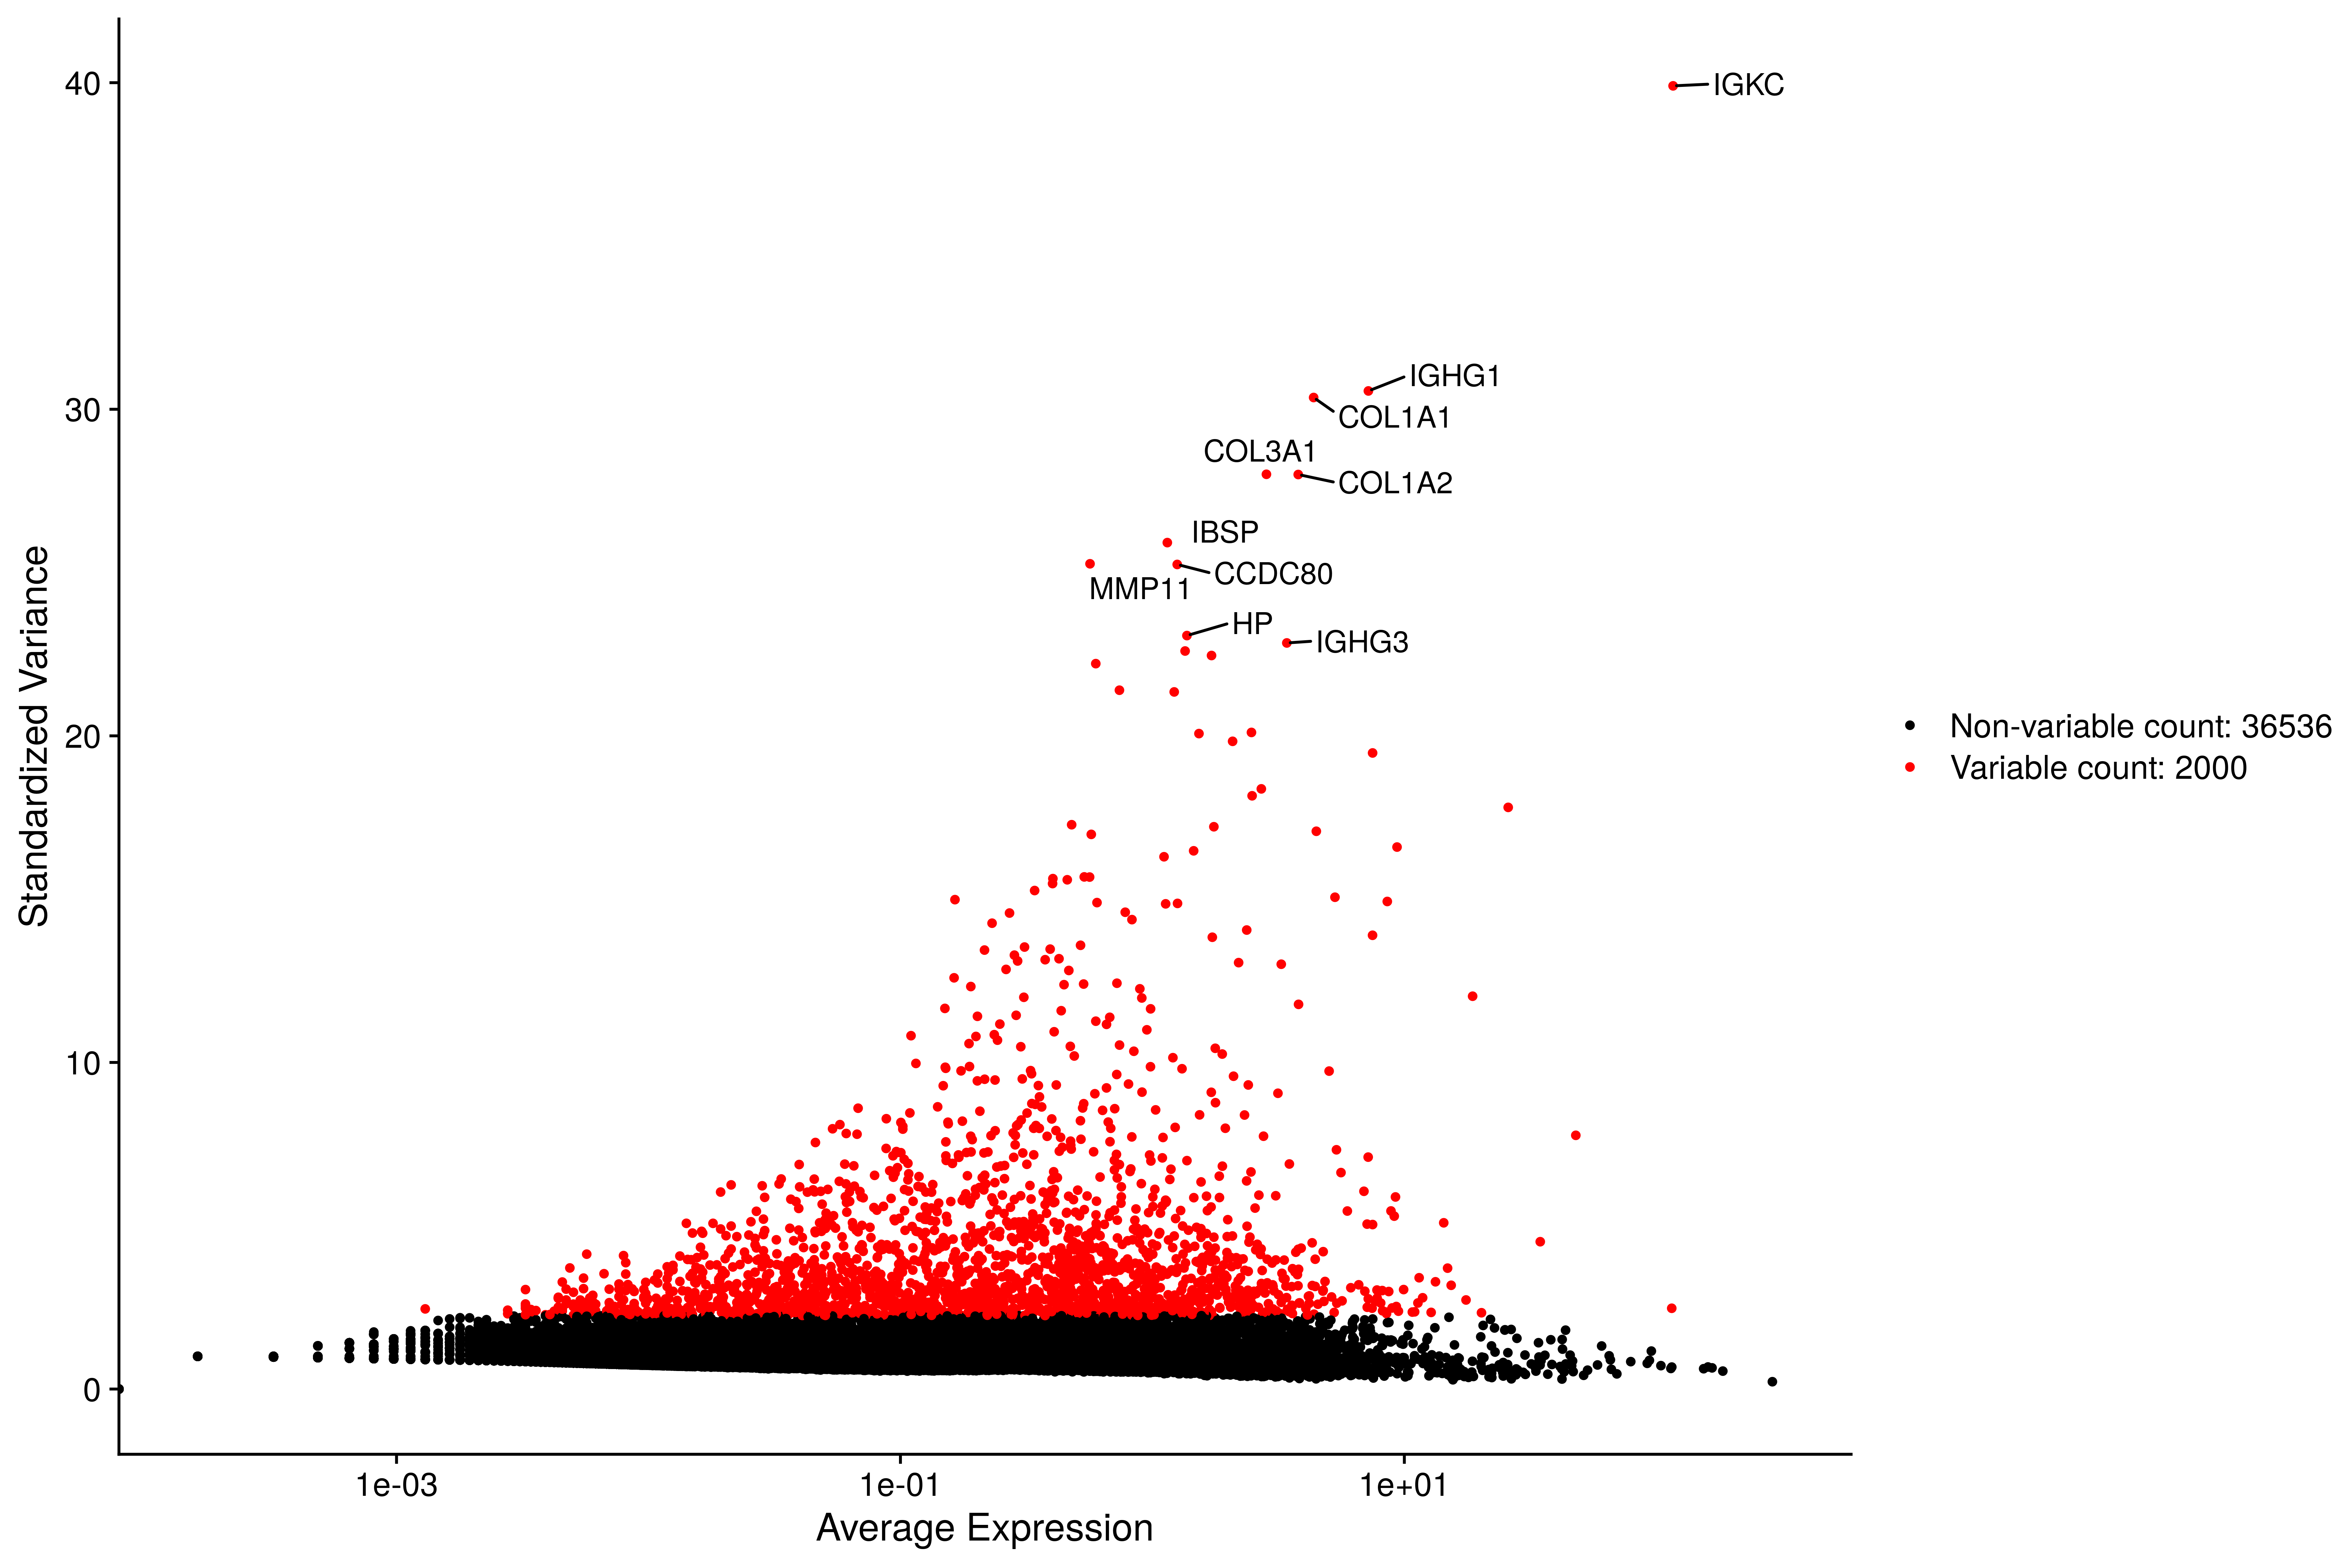 40
30
20
10
0
Standardized Variance
IGKC
IGHG1
COL1A1
COL3A1
COL1A2
IBSP
CCDC80
MMP11
HP
IGHG3
Non-variable count: 36536
Variable count: 2000
1e-03
1e-01
1e+01
Average Expression